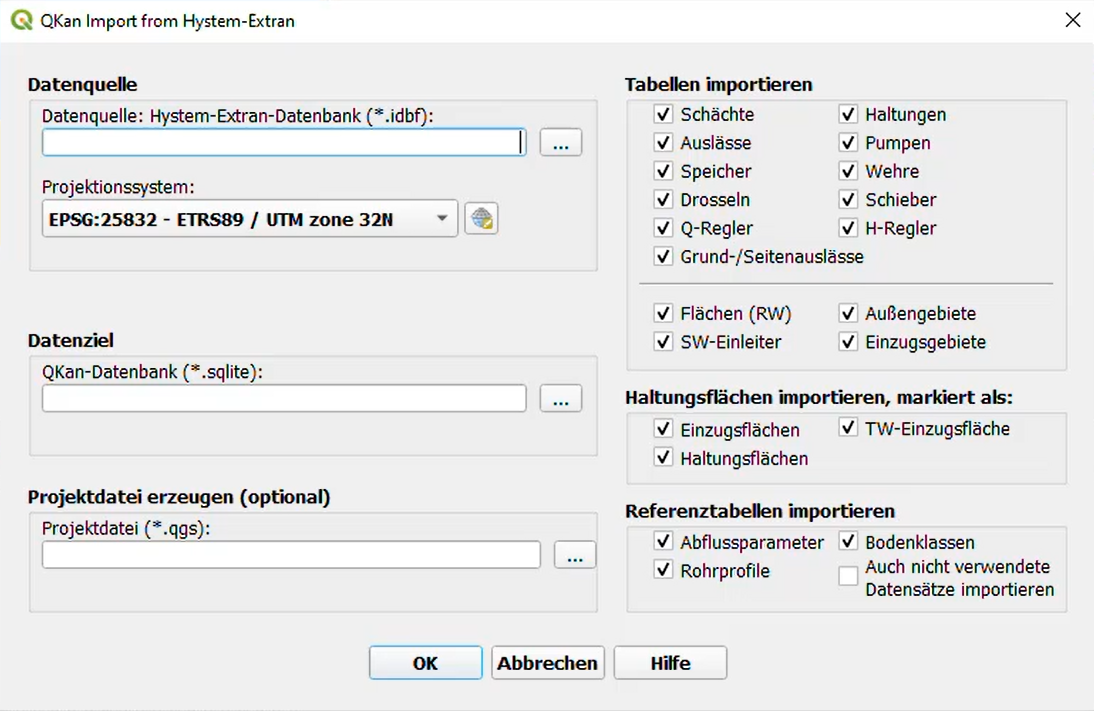 QKan Import from Hystem-Extran
Datenquelle
Datenquelle: Hystem-Extran-Datenbank (*.idbf):
...
Projektionssystem:
EPSG:25832 - ETRS89 / UTM zone 32N
Datenziel
QKan-Datenbank (*.sqlite):
...
Projektdatei erzeugen (optional)
Projektdatei (*.qgs):
...
Tabellen importieren
Schächte Haltungen
Auslässe Pumpen
Speicher Wehre
Drosseln Schieber
Q-Regler H-Regler
Grund-/Seitenauslässe
Flächen (RW) Außengebiete
SW-Einleiter Einzugsgebiete
Haltungsflächen importieren, markiert als:
Einzugsflächen TW-Einzugsfläche
Haltungsflächen
Referenztabellen importieren
Abflussparameter Bodenklassen
Rohrprofile Auch nicht verwendete
Datensätze importieren
OK Abbrechen Hilfe